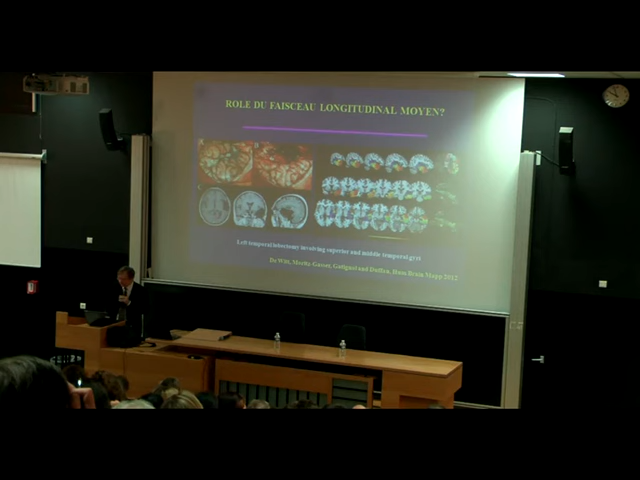 ROLE DU FAISCEAU LONGITUDINAL MOYEN?
Left temporal lobectomy involving superior and middle temporal gyri
De Witt, Moritz-Gasser, Gatignol and Duffau, Hum Brain Mapp 2012